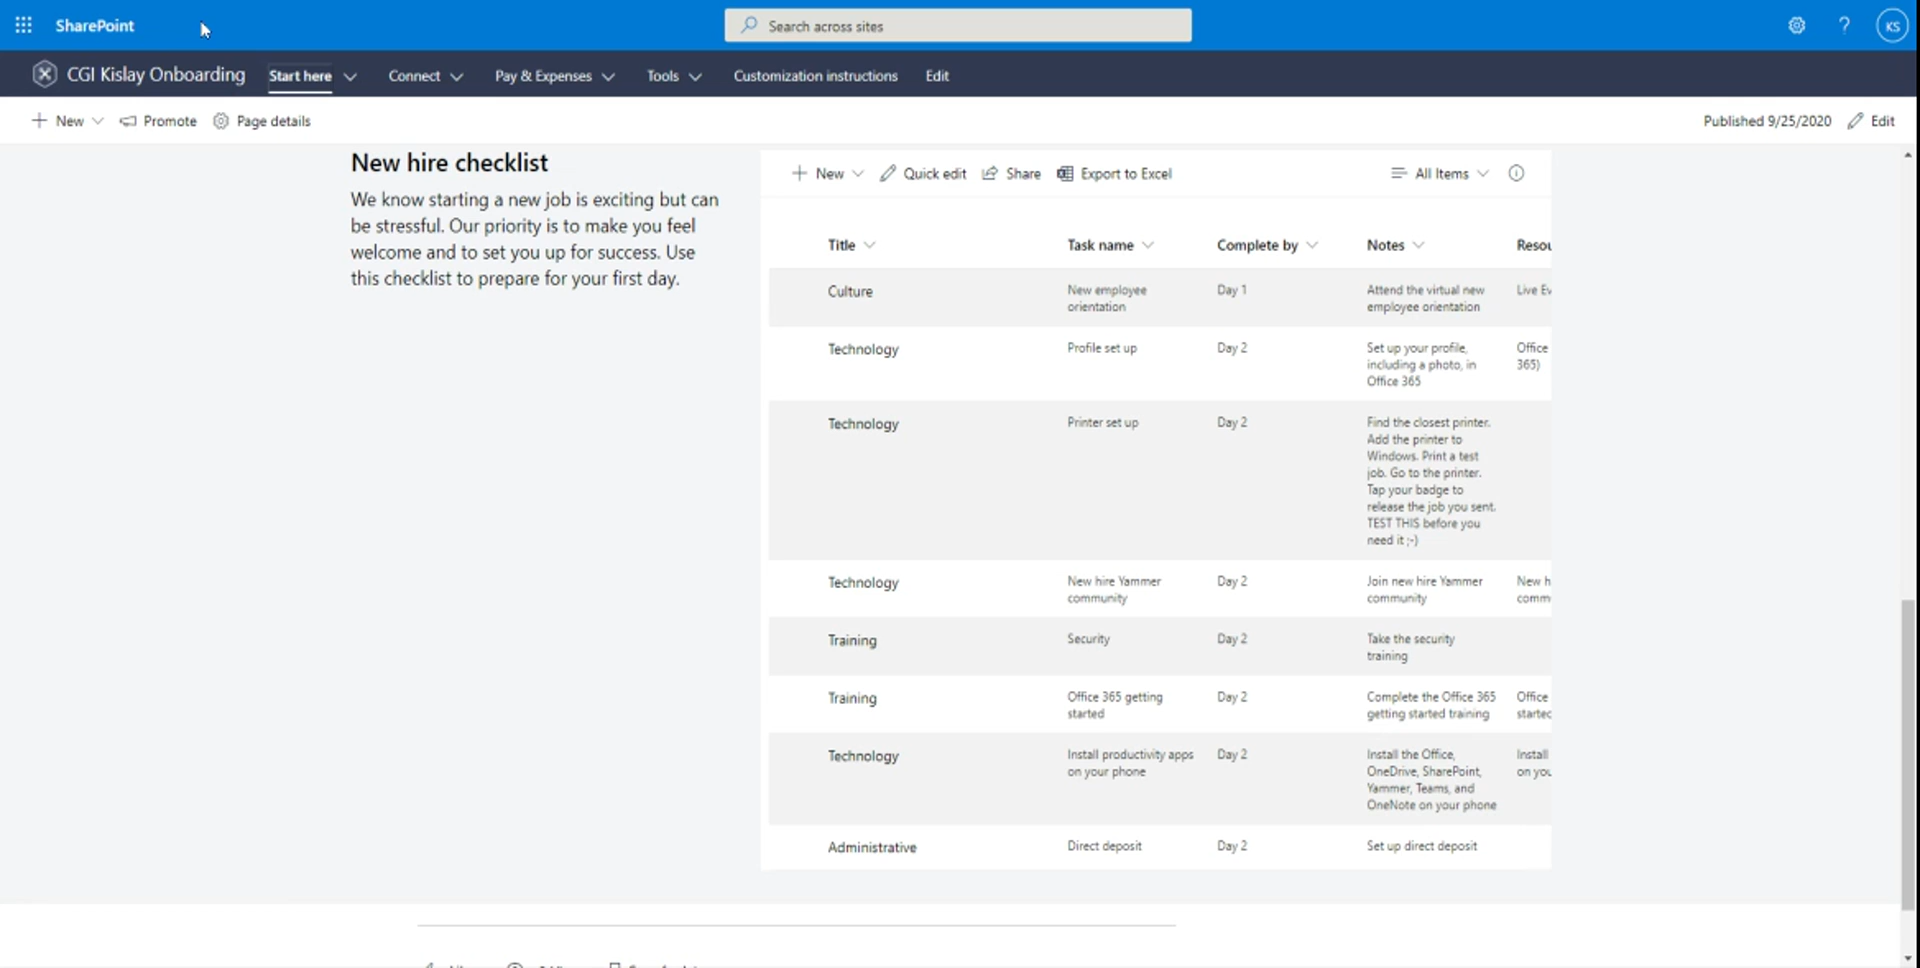 SharePoint
Search across sites
KS
CGI Kislay Onboarding
Start here
Connect
Pay & Expenses
Tools
Customization instructions
Edit
New
Promote
Page details
Published 9/25/2020
Edit
New hire checklist
We know starting a new job is exciting but can
be stressful. Our priority is to make you feel
welcome and to set you up for success. Use
this checklist to prepare for your first day.
New
Quick edit
Share
Export to Excel
All Items
Title
Task name
Complete by
Notes
Resou
Culture
New employee
orientation
Day 1
Attend the virtual new
employee orientation
Live Ev
Technology
Profile set up
Day 2
Set up your profile,
including a photo, in
Office 365
Office
365)
Technology
Printer set up
Day 2
Find the closest printer.
Add the printer to
Windows. Print a test
job. Go to the printer.
Tap your badge to
release the job you sent.
TEST THIS before you
need it ;-)
Technology
New hire Yammer
community
Day 2
Join new hire Yammer
community
New h
comm
Training
Security
Day 2
Take the security
training
Training
Office 365 getting
started
Day 2
Complete the Office 365
getting started training
Office
started
Technology
Install productivity apps
on your phone
Day 2
Install the Office,
OneDrive, SharePoint,
Yammer, Teams, and
OneNote on your phone
Install
on you
Administrative
Direct deposit
Day 2
Set up direct deposit